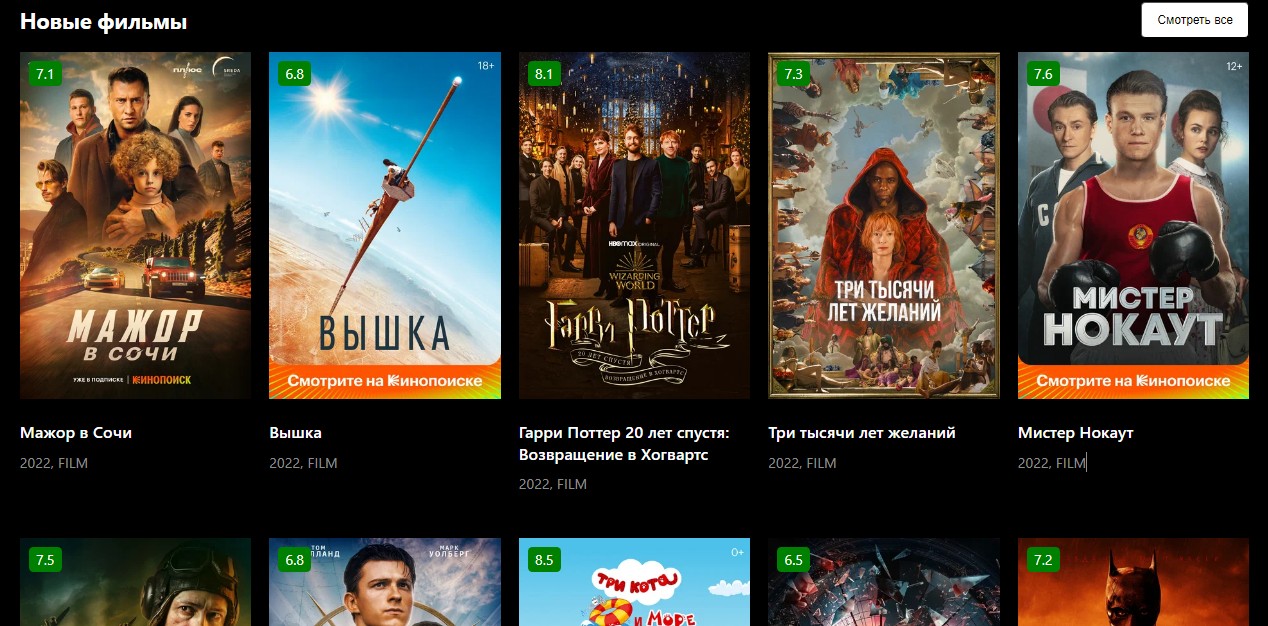 Новые фильмы
Смотреть все
7.1
ПЛЮС
SREDA
МАЖОР
В СОЧИ
УЖЕ В ПОДПИСКЕ | КИНОПОИСК
6.8
18+
ВЫШКА
Смотрите на Кинопоиске
8.1
HBOMAX ORIGINAL
WIZARDING
WORLD
Гарри Поттер
20 ЛЕТ СПУСТЯ:
ВОЗВРАЩЕНИЕ В ХОГВАРТС
7.3
ТРИ ТЫСЯЧИ
ЛЕТ ЖЕЛАНИЙ
7.6
12+
С
МИСТЕР
НОКАУТ
Смотрите на Кинопоиске
Мажор в Сочи
2022, FILM
Вышка
2022, FILM
Гарри Поттер 20 лет спустя:
Возвращение в Хогвартс
2022, FILM
Три тысячи лет желаний
2022, FILM
Мистер Нокаут
2022, FILM
7.5
6.8
ТОМ
МАРК
УОЛБЕРГ
8.5
0+
ТРИ КОТА
И МОРЕ
6.5
7.2